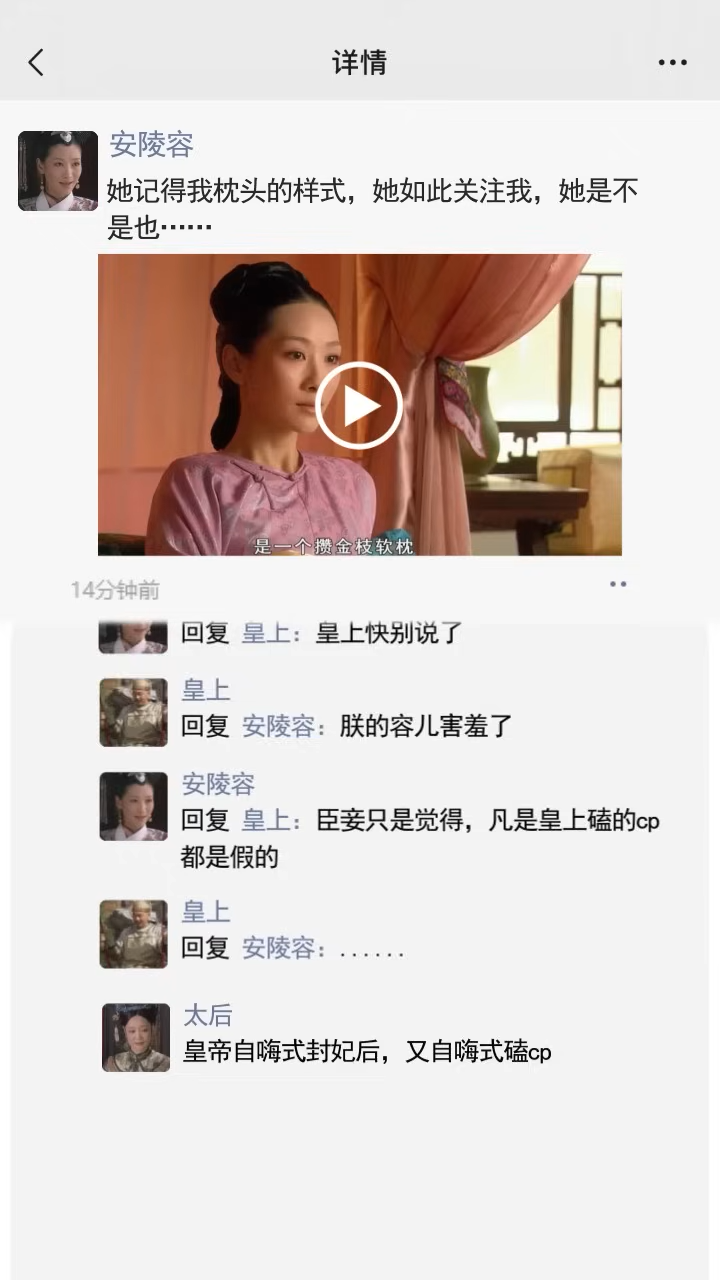 详情
安陵容
她记得我枕头的样式，她如此关注我，她是不
是也······
是一个攒金枝软枕
14分钟前
回复 皇上：皇上快别说了
皇上
回复 安陵容：朕的容儿害羞了
安陵容
回复 皇上：臣妾只是觉得，凡是皇上磕的cp
都是假的
皇上
回复 安陵容：......
太后
皇帝自嗨式封妃后，又自嗨式磕cp